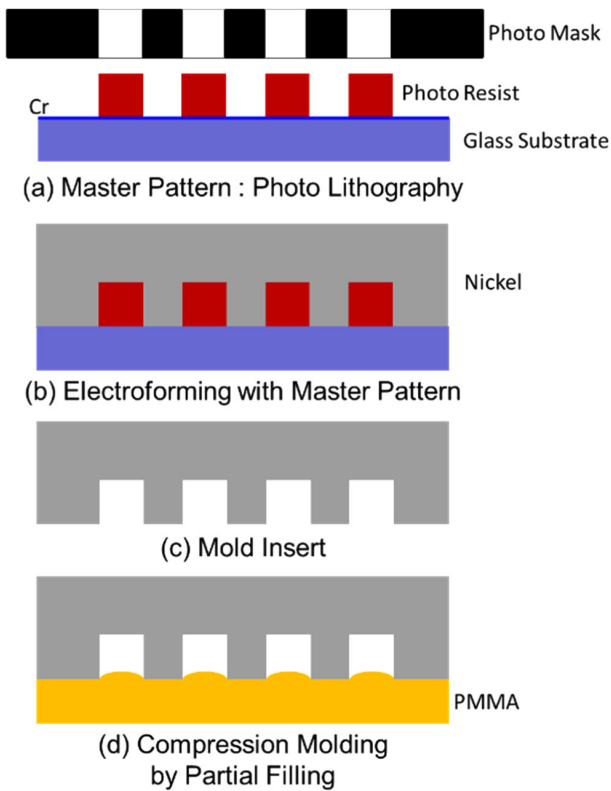 Photo Mask
Photo Resist
Cr
Glass Substrate
(a) Master Pattern : Photo Lithography
Nickel
(b) Electroforming with Master Pattern
(c) Mold Insert
PMMA
(d) Compression Molding
by Partial Filling